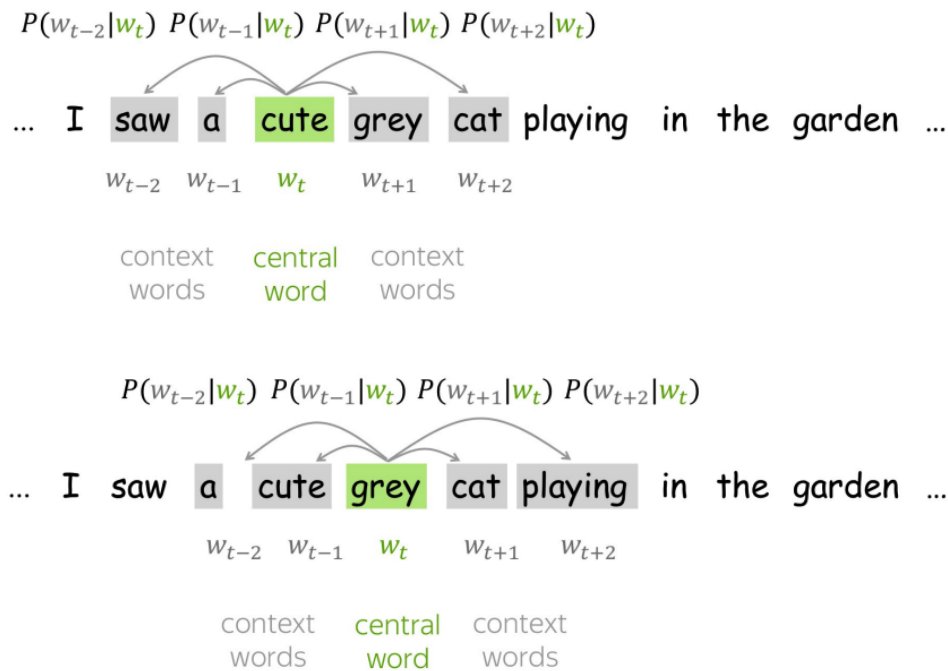 P(w_{t-2}|w_t) P(w_{t-1}|w_t) P(w_{t+1}|w_t) P(w_{t+2}|w_t)
... I saw a cute grey cat playing in the garden ...
w_{t-2} w_{t-1} w_t w_{t+1} w_{t+2}
context central context
words word words
P(w_{t-2}|w_t) P(w_{t-1}|w_t) P(w_{t+1}|w_t) P(w_{t+2}|w_t)
... I saw a cute grey cat playing in the garden ...
w_{t-2} w_{t-1} w_t w_{t+1} w_{t+2}
context central context
words word words